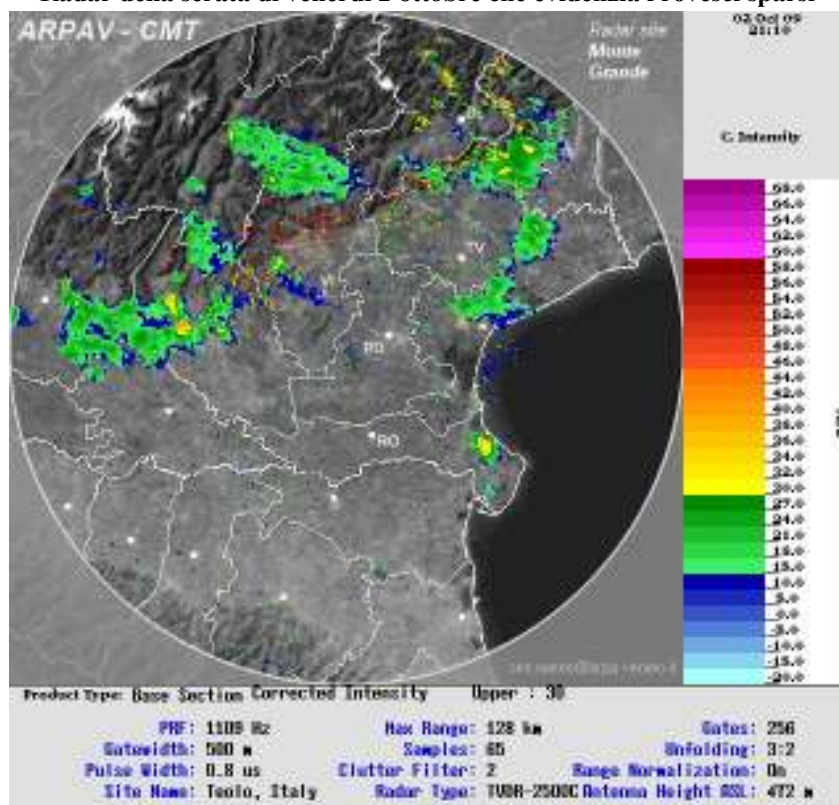 Radar della serata di venerdì 2 ottobre che evidenzia i rovesci sparsi
ARPAV - CMT
Radar site
Monte
Grande
02 Oct 09
21:10
C. Intensity
TV
PD
RO
68.0
66.0
64.0
62.0
60.0
58.0
56.0
54.0
52.0
50.0
48.0
46.0
44.0
42.0
40.0
38.0
36.0
34.0
32.0
30.0
27.0
24.0
21.0
18.0
15.0
10.0
5.0
0.0
-5.0
-10.0
-15.0
-20.0
Product Type: Base Section Corrected Intensity Upper : 30
PRF: 1109 Hz Max Range: 128 km Gates: 256
Gatewidth: 500 m Samples: 65 Unfolding: 3:2
Pulse Width: 0.8 us Clutter Filter: 2 Range Normalization: On
Site Name: Teolo, Italy Radar Type: TVDR-2500C Antenna Height ASL: 472 m